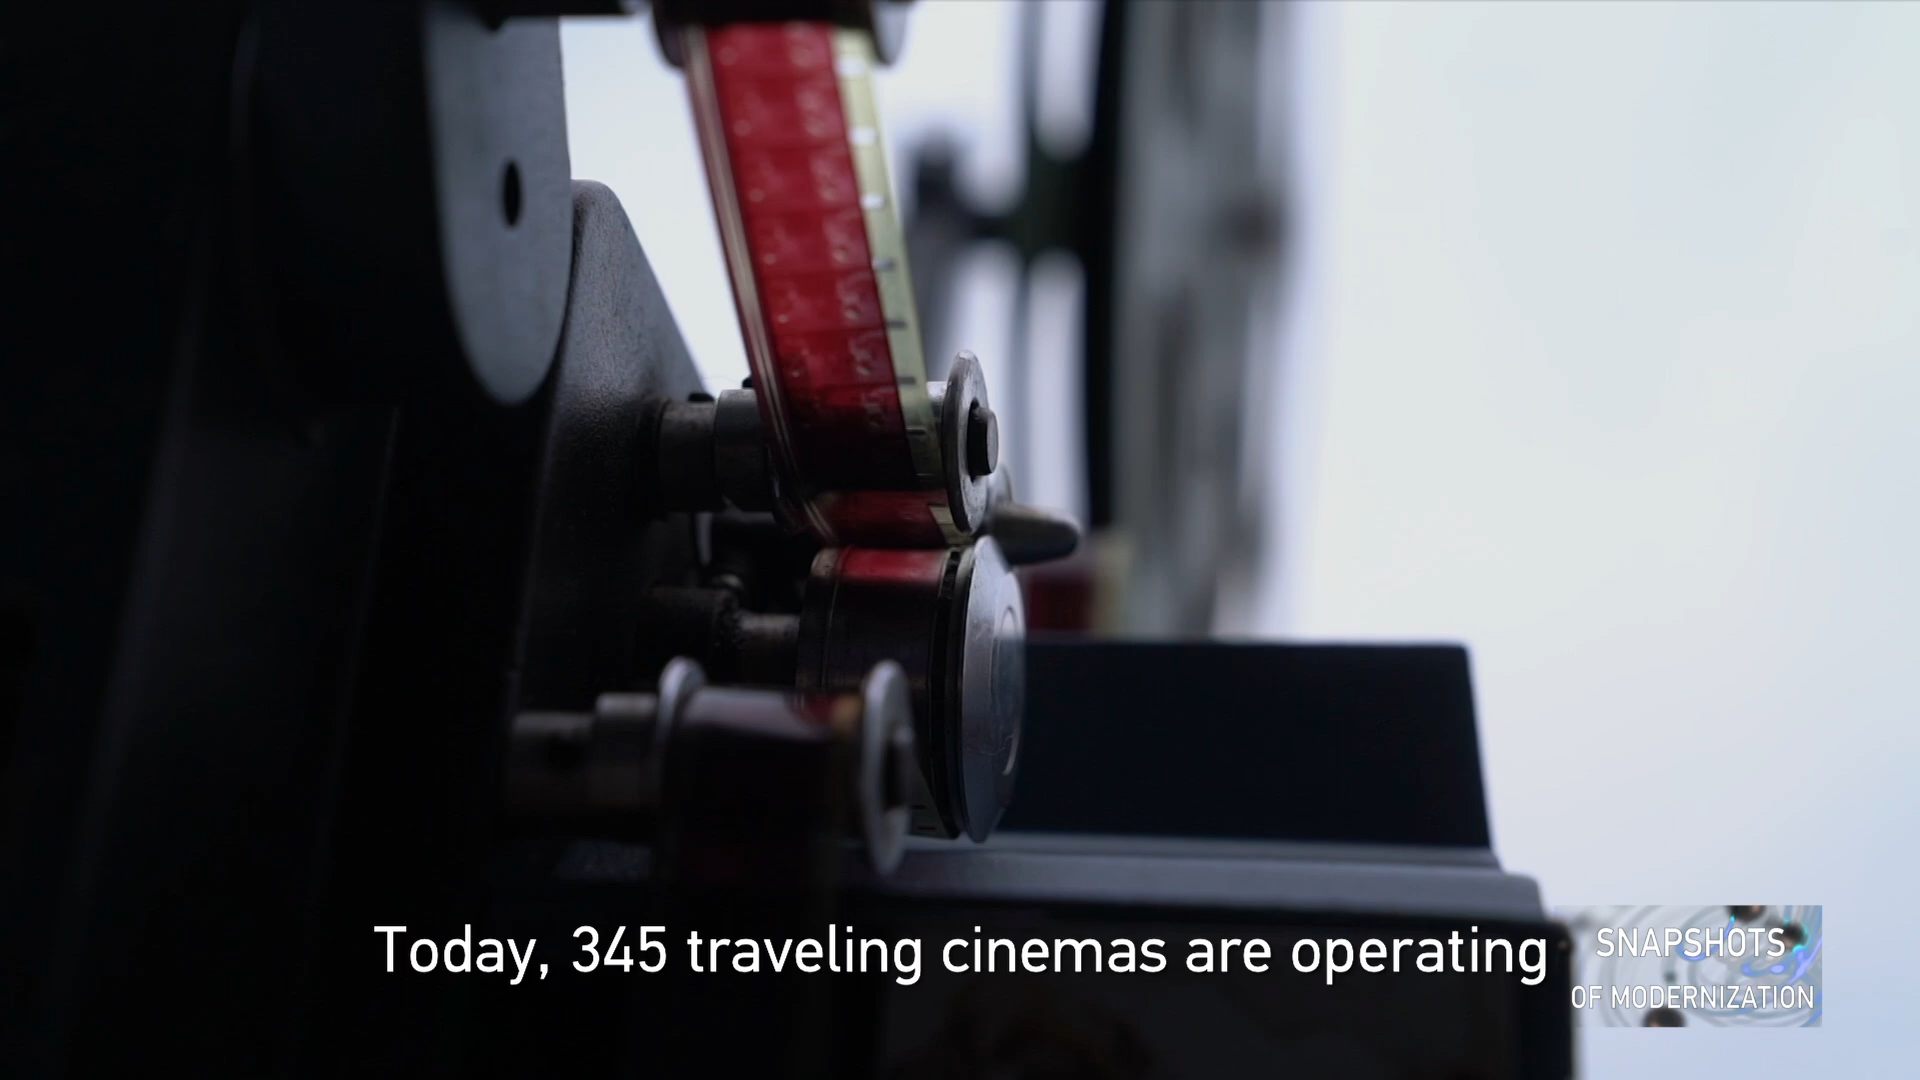 Today, 345 traveling cinemas are operating
SNAPSHOTS
OF MODERNIZATION